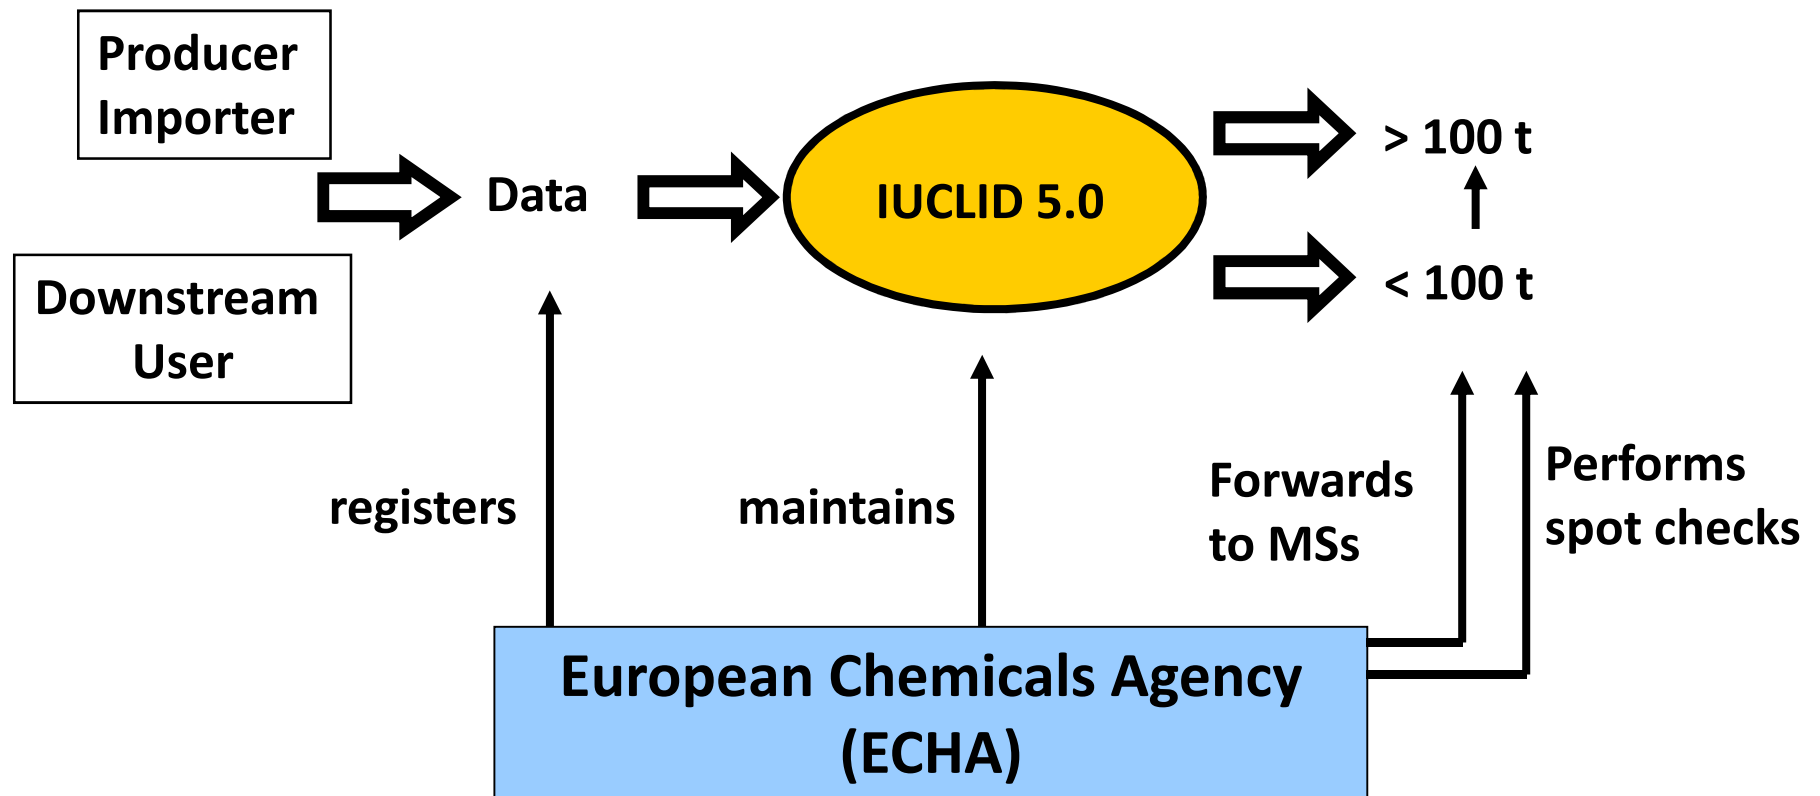 Producer
Importer
Data
IUCLID 5.0
> 100 t
< 100 t
Downstream
User
registers
maintains
Forwards
to MSs
Performs
spot checks
European Chemicals Agency
(ECHA)